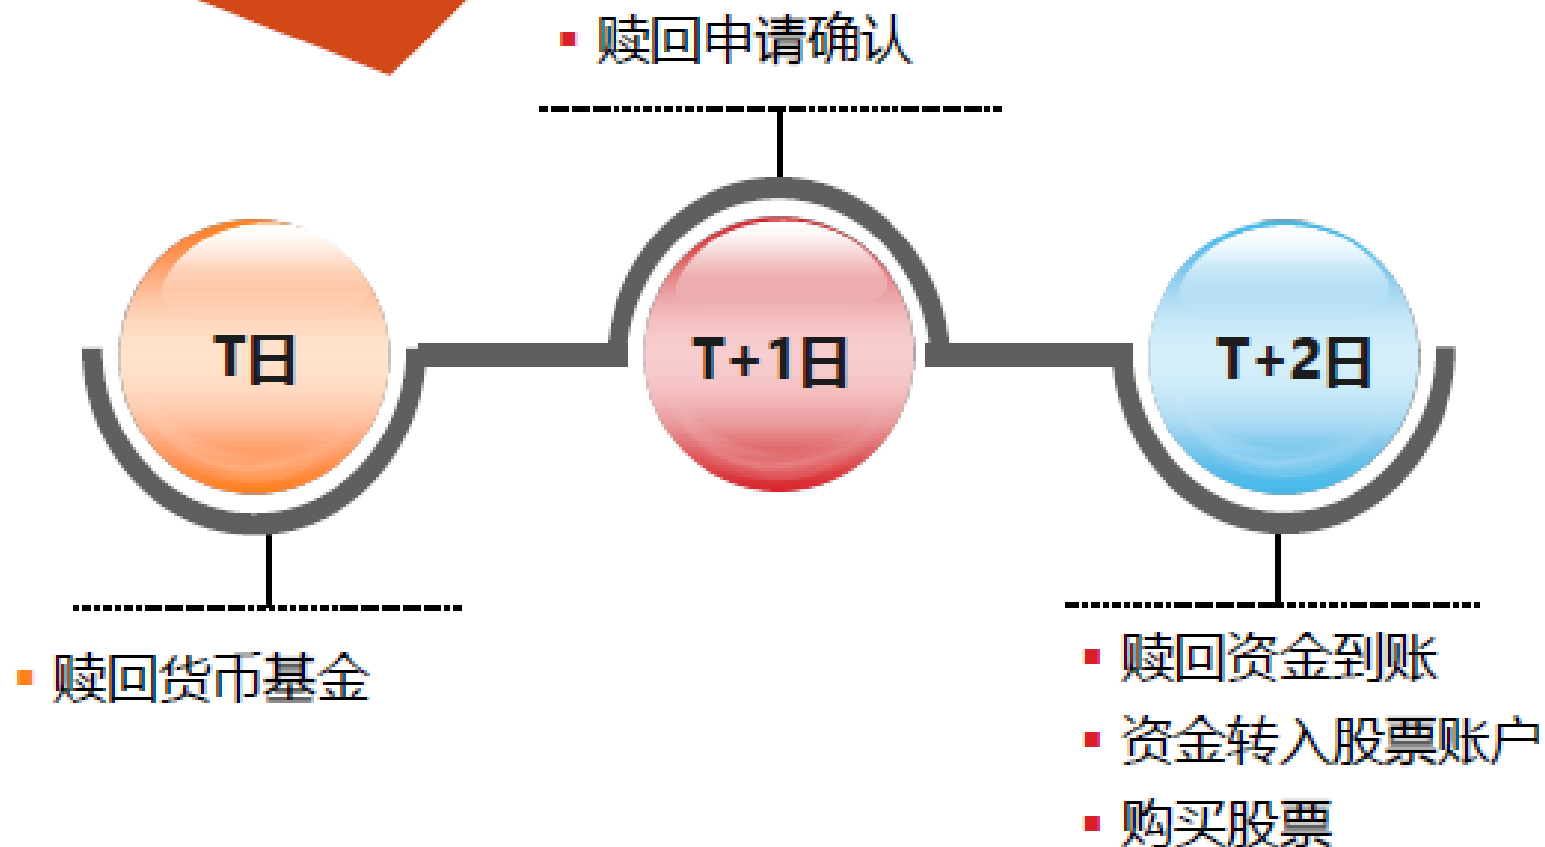 赎回申请确认
T日
T+1日
T+2日
赎回货币基金
赎回资金到账
资金转入股票账户
购买股票